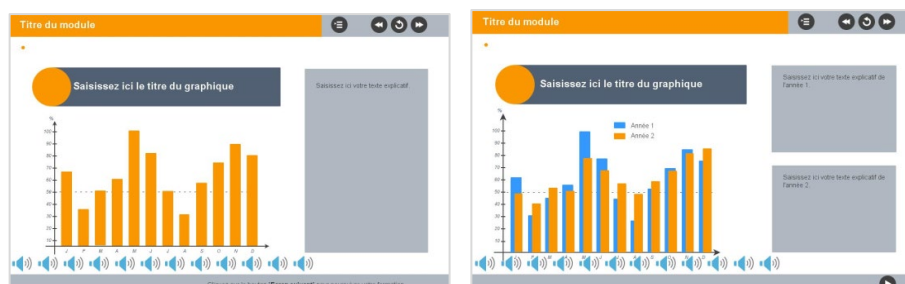 Titre du module
Saisissez ici le titre du graphique
Saisissez ici votre texte explicatif
%
100
90
80
70
60
50
40
30
20
10
J F M A M J J A S O N D
Titre du module
Saisissez ici le titre du graphique
Saisissez ici votre texte explicatif de
l'année 1.
Année 1
Année 2
%
100
90
80
70
60
50
40
30
20
10
Saisissez ici votre texte explicatif de
l'année 2